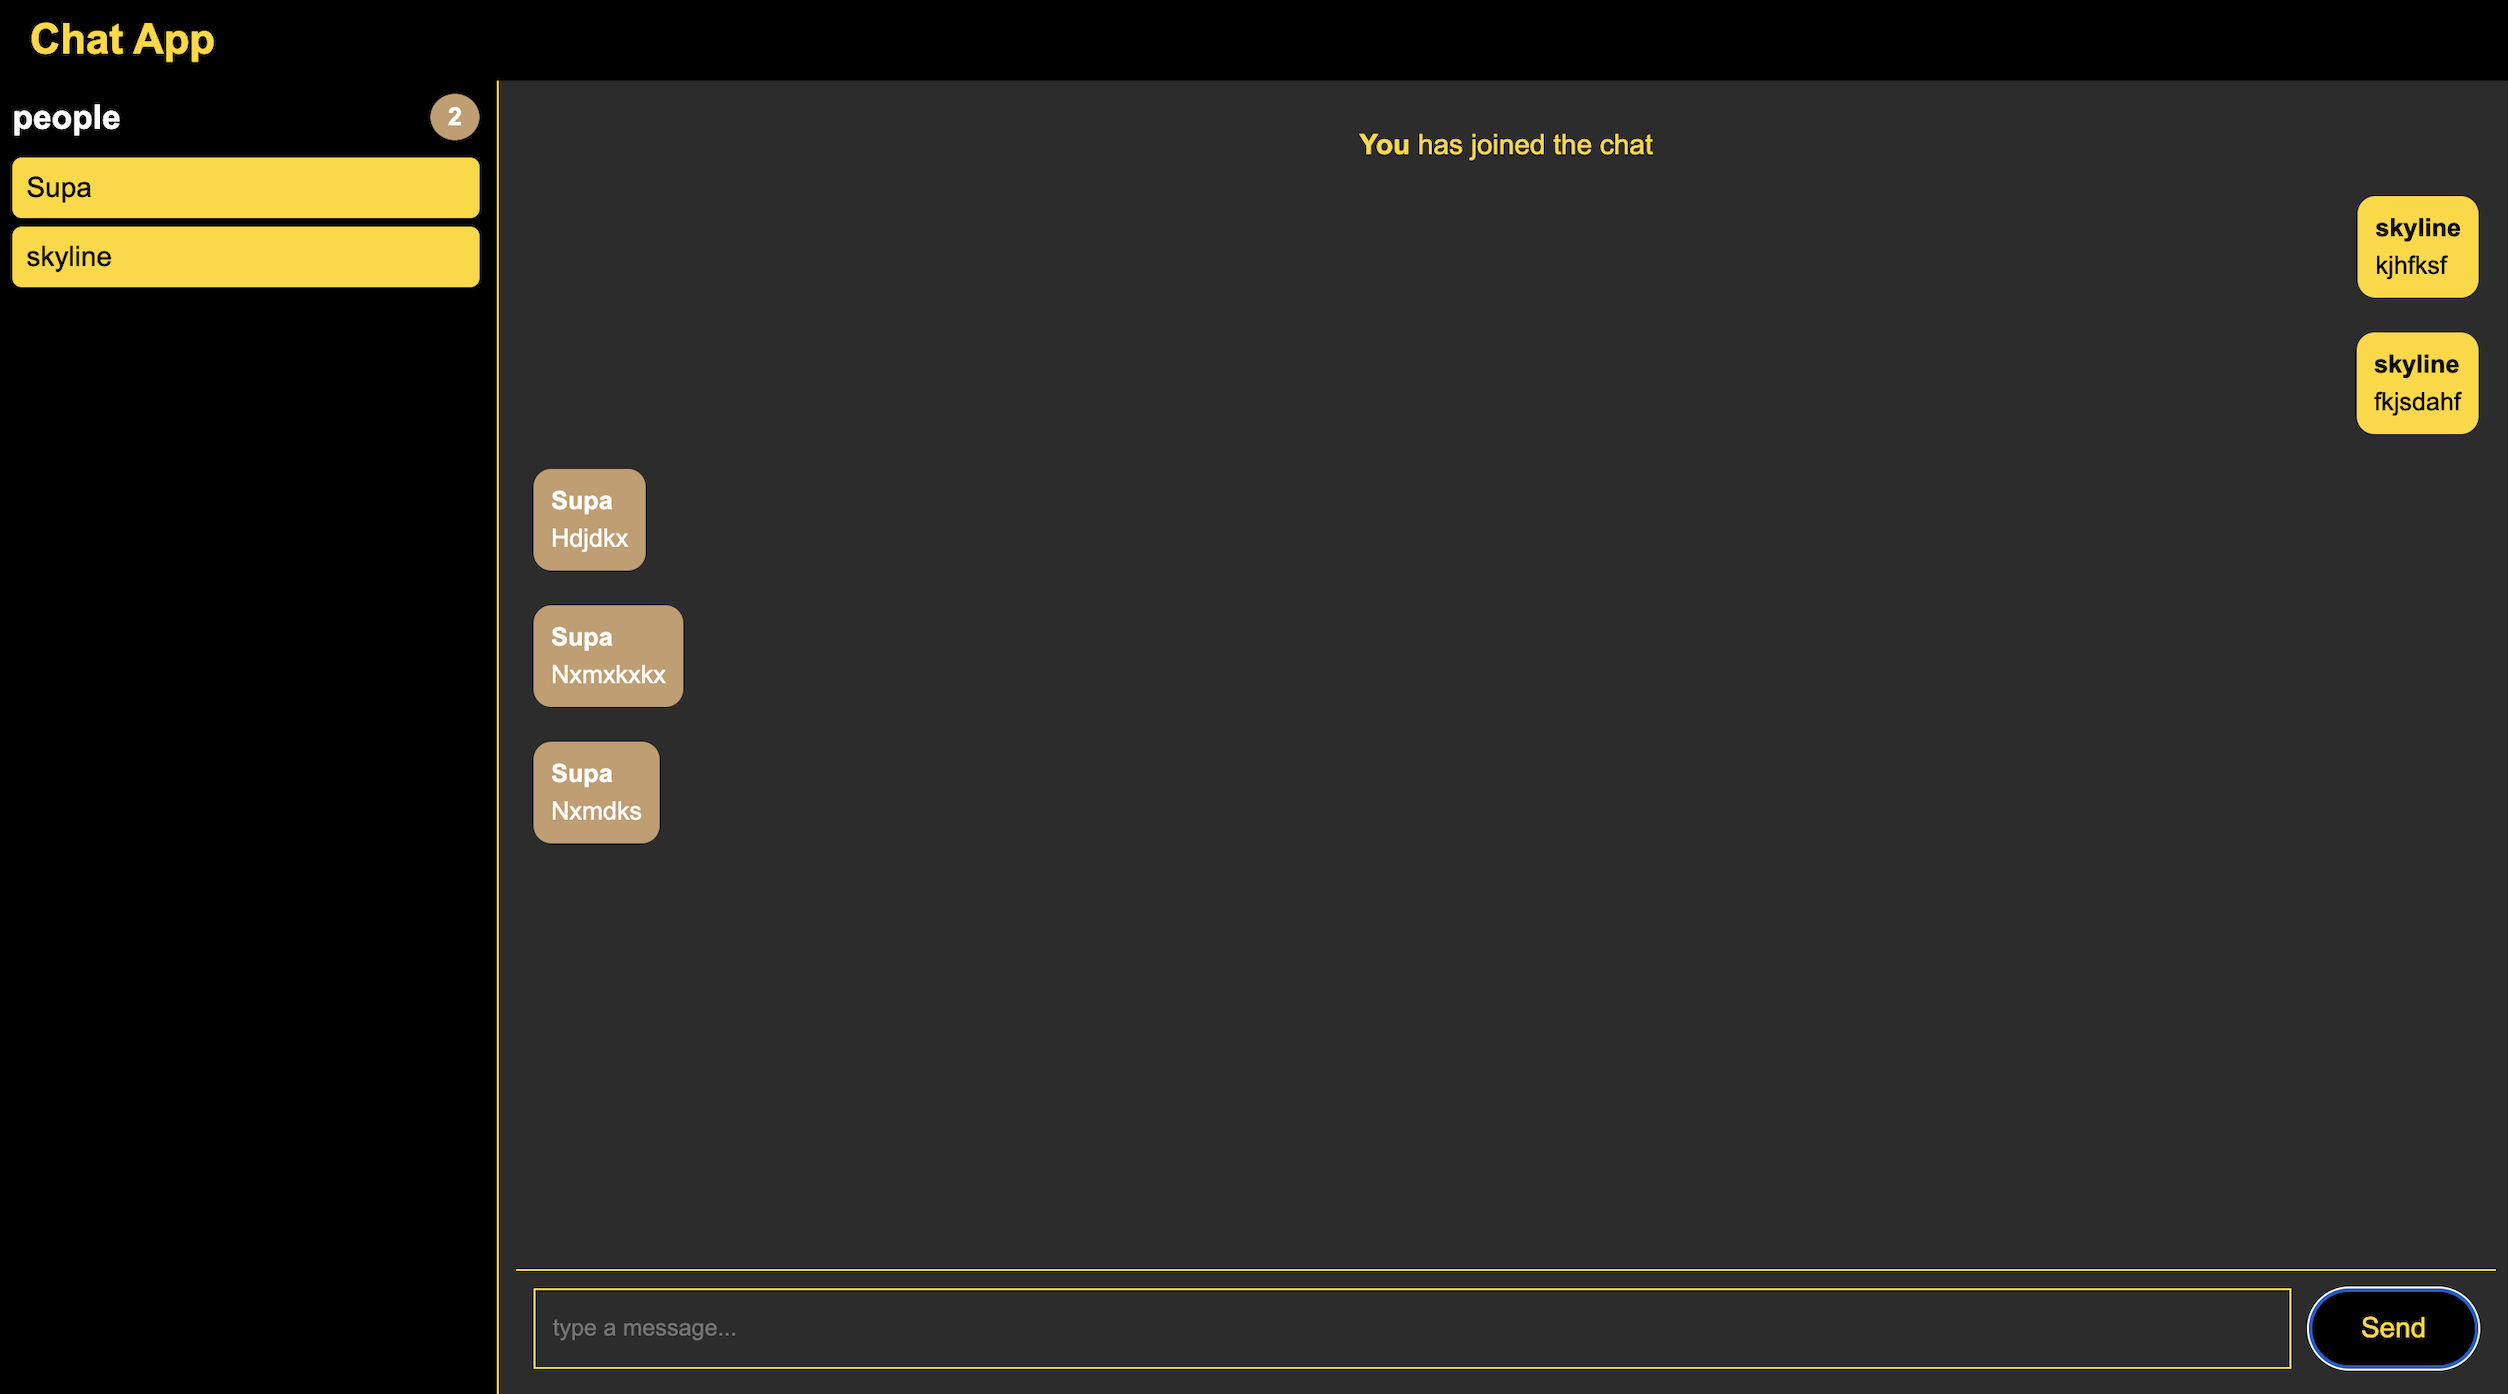 Chat App
people 2
Supa
skyline
You has joined the chat
skyline
kjhfksf
skyline
fkjsdahf
Supa
Hdjdkx
Supa
Nxmxkxkx
Supa
Nxmdks
type a message...
Send